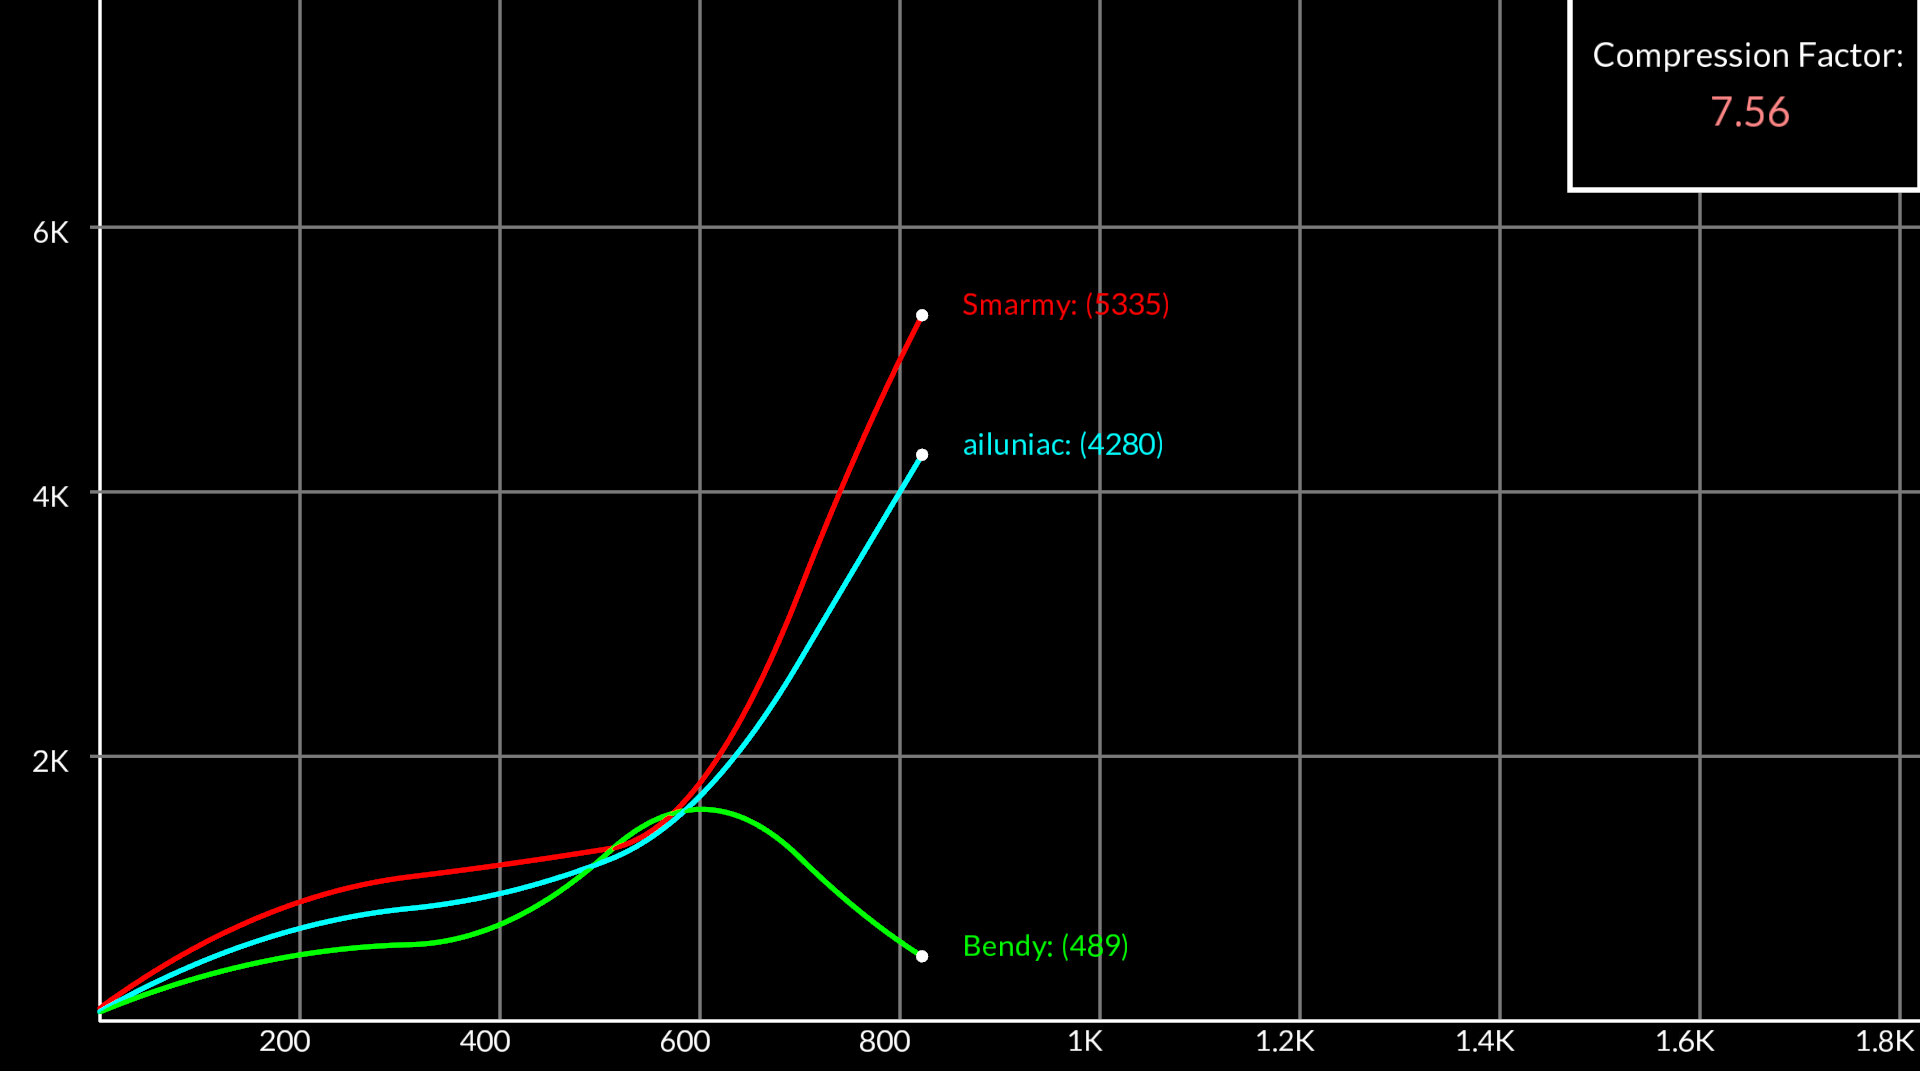 Compression Factor:
7.56
6K
Smarmy: (5335)
ailuniac: (4280)
4K
2K
Bendy: (489)
200 400 600 800 1K 1.2K 1.4K 1.6K 1.8K